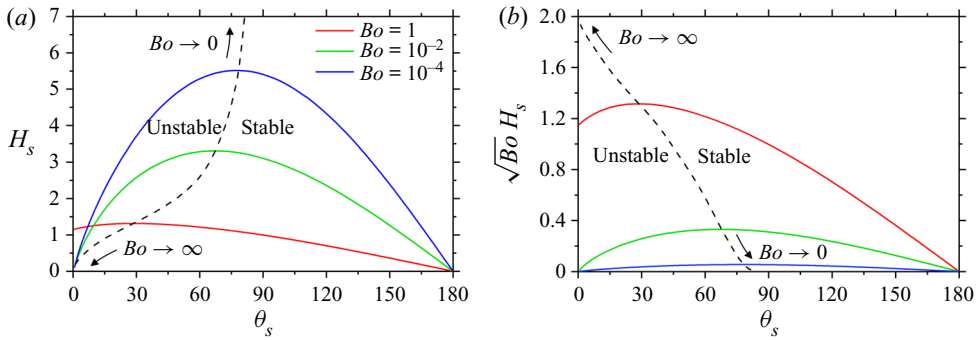 (a)
7
6
5
4
3
2
1
0
H_s
Bo → 0
Bo = 1
Bo = 10⁻²
Bo = 10⁻⁴
Unstable
Stable
Bo → ∞
0 30 60 90 120 150 180
θ_s
(b)
2.0
1.6
1.2
0.8
0.4
0
√Bo H_s
Bo → ∞
Unstable
Stable
Bo → 0
0 30 60 90 120 150 180
θ_s